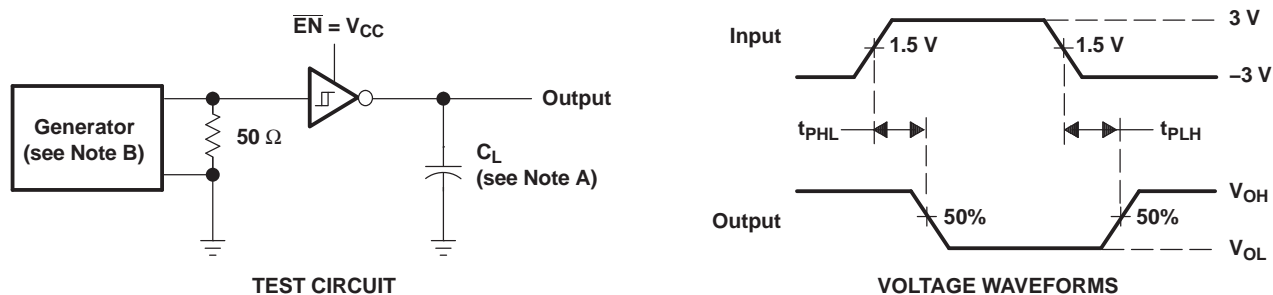 EN = VCC
Generator
(see Note B)
50 Ω
Output
CL
(see Note A)
TEST CIRCUIT
Input
3 V
1.5 V
1.5 V
–3 V
tPHL
tPLH
Output
VOH
50%
50%
VOL
VOLTAGE WAVEFORMS